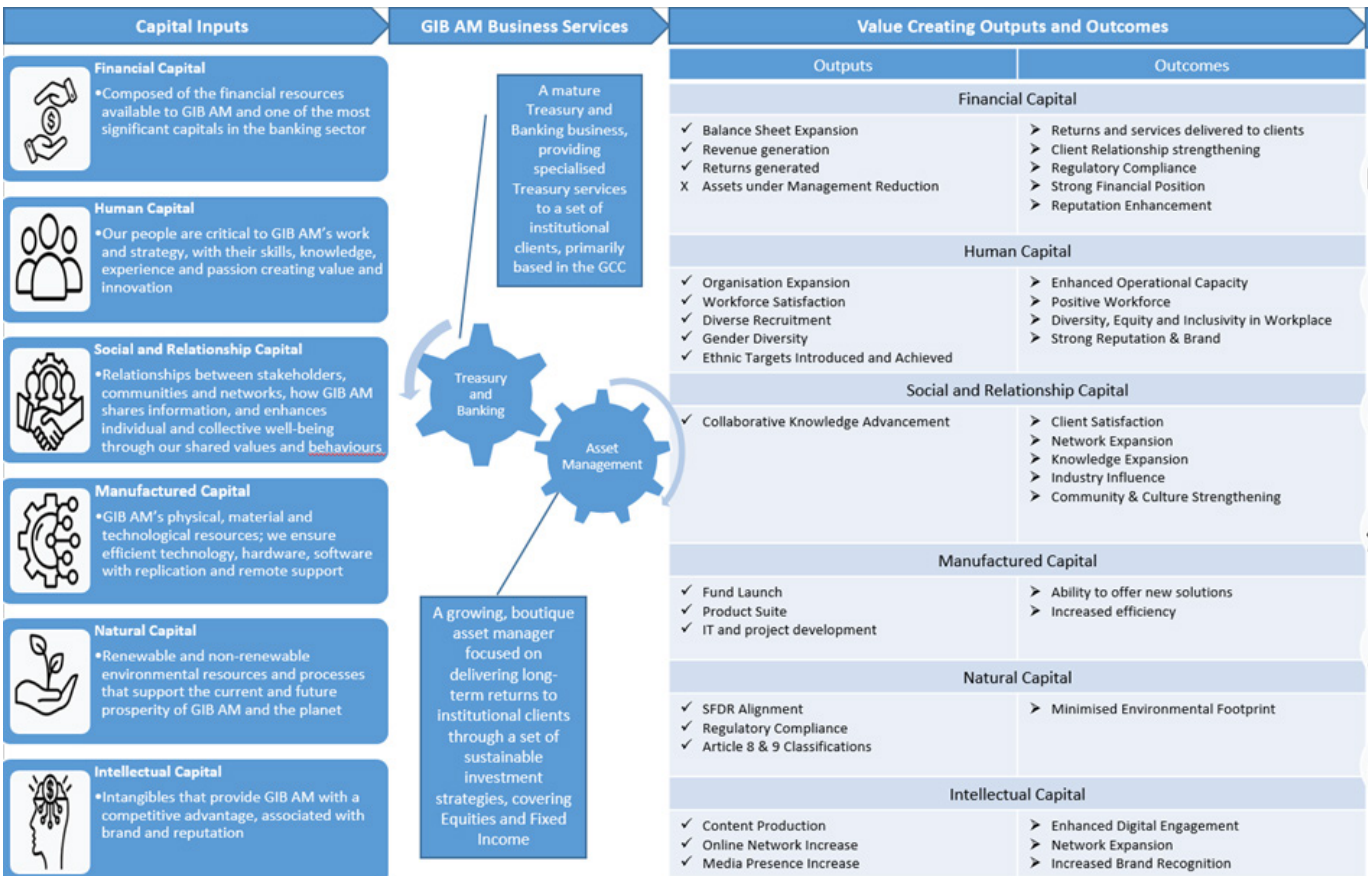 Capital Inputs
GIB AM Business Services
Value Creating Outputs and Outcomes
Financial Capital
•Composed of the financial resources
available to GIB AM and one of the most
significant capitals in the banking sector
Human Capital
•Our people are critical to GIB AM's work
and strategy, with their skills, knowledge,
experience and passion creating value and
innovation
Social and Relationship Capital
•Relationships between stakeholders,
communities and networks, how GIB AM
shares information, and enhances
individual and collective well-being
through our shared values and behaviours
Manufactured Capital
•GIB AM's physical, material and
technological resources; we ensure
efficient technology, hardware, software
with replication and remote support
Natural Capital
•Renewable and non-renewable
environmental resources and processes
that support the current and future
prosperity of GIB AM and the planet
Intellectual Capital
•Intangibles that provide GIB AM with a
competitive advantage, associated with
brand and reputation
A mature
Treasury and
Banking business,
providing
specialised
Treasury services
to a set of
institutional
clients, primarily
based in the GCC
Treasury
and
Banking
Asset
Management
A growing, boutique
asset manager
focused on
delivering long-
term returns to
institutional clients
through a set of
sustainable
investment
strategies, covering
Equities and Fixed
Income
Outputs
Outcomes
Financial Capital
✓ Balance Sheet Expansion
✓ Revenue generation
✓ Returns generated
X Assets under Management Reduction
➤ Returns and services delivered to clients
➤ Client Relationship strengthening
➤ Regulatory Compliance
➤ Strong Financial Position
➤ Reputation Enhancement
Human Capital
✓ Organisation Expansion
✓ Workforce Satisfaction
✓ Diverse Recruitment
✓ Gender Diversity
✓ Ethnic Targets Introduced and Achieved
➤ Enhanced Operational Capacity
➤ Positive Workforce
➤ Diversity, Equity and Inclusivity in Workplace
➤ Strong Reputation & Brand
Social and Relationship Capital
✓ Collaborative Knowledge Advancement
➤ Client Satisfaction
➤ Network Expansion
➤ Knowledge Expansion
➤ Industry Influence
➤ Community & Culture Strengthening
Manufactured Capital
✓ Fund Launch
✓ Product Suite
✓ IT and project development
➤ Ability to offer new solutions
➤ Increased efficiency
Natural Capital
✓ SFDR Alignment
✓ Regulatory Compliance
✓ Article 8 & 9 Classifications
➤ Minimised Environmental Footprint
Intellectual Capital
✓ Content Production
✓ Online Network Increase
✓ Media Presence Increase
➤ Enhanced Digital Engagement
➤ Network Expansion
➤ Increased Brand Recognition